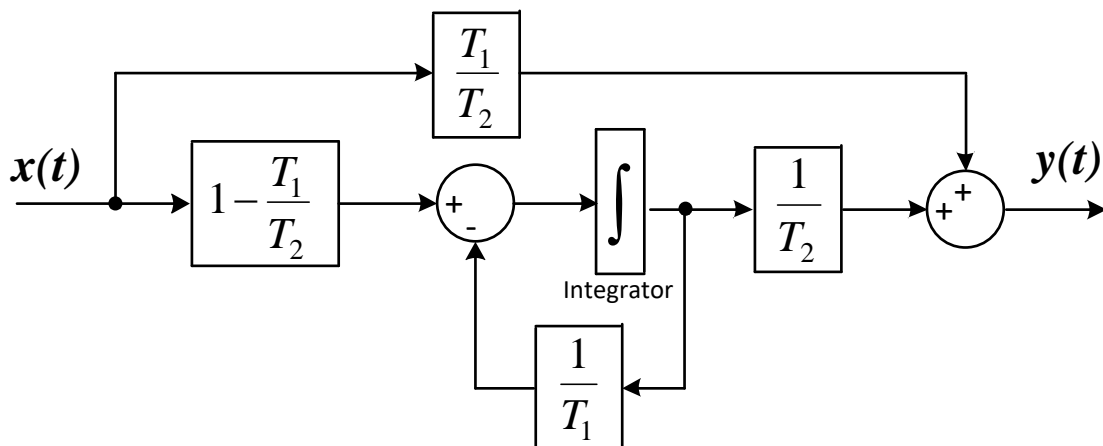 T₁
T₂
x(t)
1 − T₁
T₂
+
-
∫
Integrator
1
T₂
+
+
y(t)
1
T₁